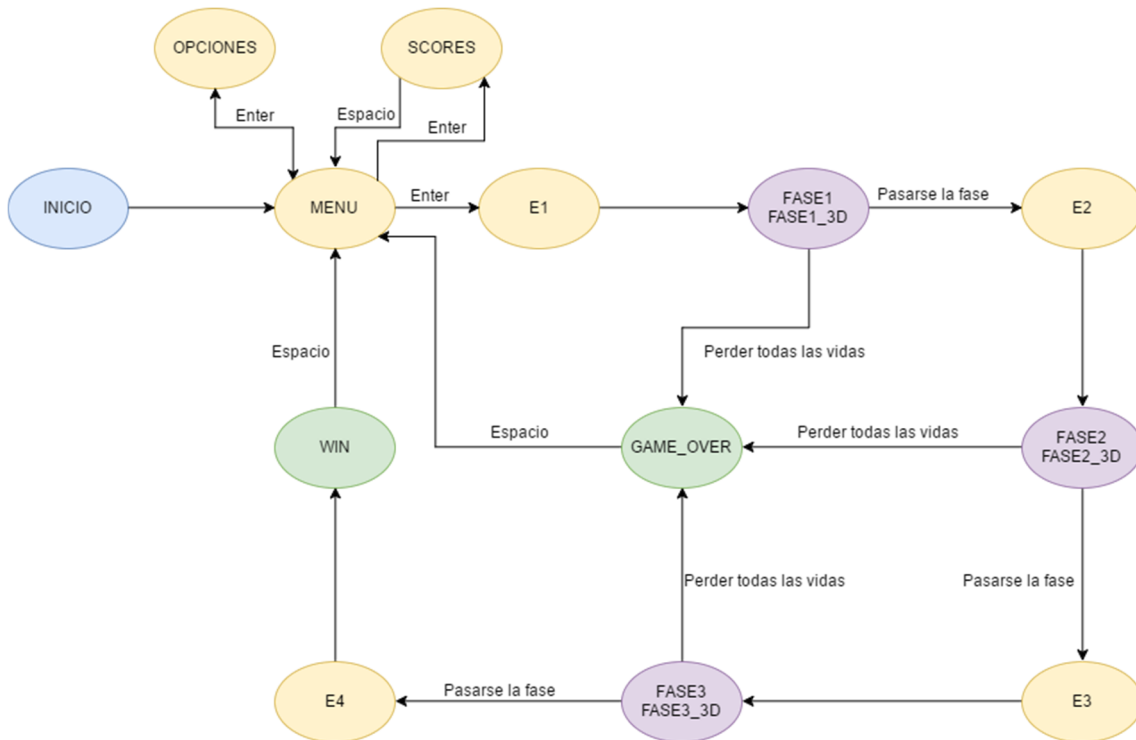 OPCIONES
SCORES
Enter
Espacio
Enter
INICIO
MENU
Enter
E1
FASE1
FASE1_3D
Pasarse la fase
E2
Espacio
Perder todas las vidas
WIN
Espacio
GAME_OVER
Perder todas las vidas
FASE2
FASE2_3D
Perder todas las vidas
Pasarse la fase
E4
Pasarse la fase
FASE3
FASE3_3D
E3